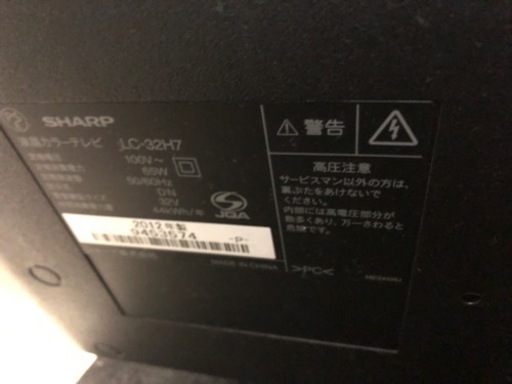 SHARP
液晶カラーテレビ LC-32H7
100V~
65W
50/60Hz
DN
32V
44kWh/年
JQA
2012年製
9453574 -P-
MADE IN CHINA
警告
高圧注意
サービスマン以外の方は、
裏ぶたをあけないで
ください。
内部には高電圧部分が
数多くあり、万一さわると
危険です。
>PC<